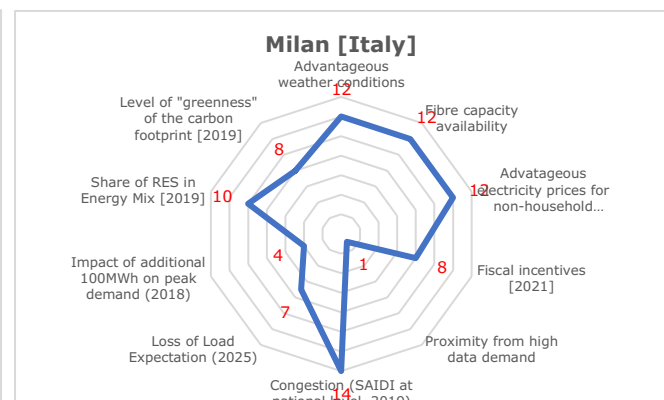 Milan [Italy]
Advantageous
weather conditions
12
Level of "greenness"
of the carbon
footprint [2019]
8
12
Fibre capacity
availability
Share of RES in
Energy Mix [2019]
10
12
Advatageous
electricity prices for
non-household…
Impact of additional
100MWh on peak
demand (2018)
4
1
8
Fiscal incentives
[2021]
7
Loss of Load
Expectation (2025)
Proximity from high
data demand
Congestion (SAIDI at
14
national level, 2019)